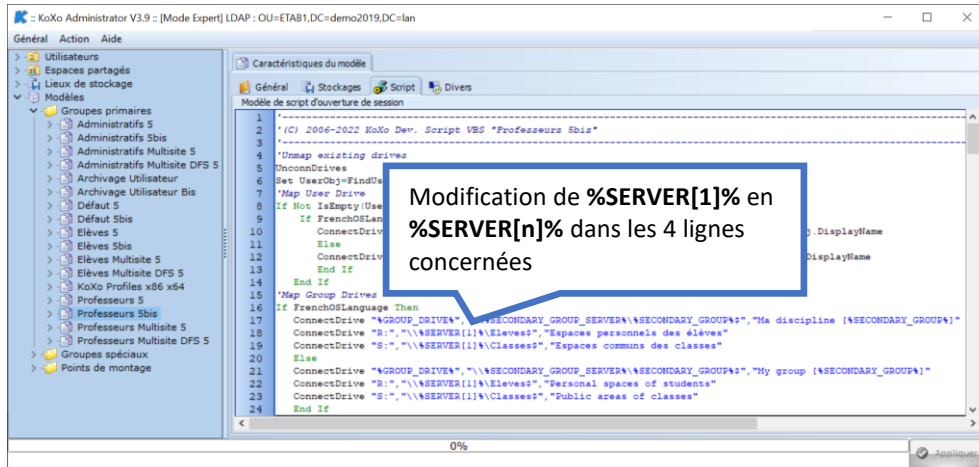 :: KoXo Administrator V3.9 :: [Mode Expert] LDAP : OU=ETAB1,DC=demo2019,DC=lan
Général Action Aide
Utilisateurs
Espaces partagés
Lieux de stockage
Modèles
Groupes primaires
Administratifs 5
Administratifs 5bis
Administratifs Multisite 5
Administratifs Multisite DFS 5
Archivage Utilisateur
Archivage Utilisateur Bis
Défaut 5
Défaut 5bis
Elèves 5
Elèves 5bis
Elèves Multisite 5
Elèves Multisite DFS 5
KoXo Profiles x86 x64
Professeurs 5
Professeurs 5bis
Professeurs Multisite 5
Professeurs Multisite DFS 5
Groupes spéciaux
Points de montage
Caractéristiques du modèle
Général Stockages Script Divers
Modèle de script d'ouverture de session
1 '---
2 '(C) 2006-2022 KoXo Dev. Script VBS "Professeurs 5bis"
3 '---
4 'Unmap existing drives
5 UnconnDrives
6 Set UserObj=FindUs
7 'Map User Drive
8 If Not IsEmpty(Use
9 If FrenchOSLan
10 ConnectDriv j.DisplayName
11 Else
12 ConnectDriv DisplayName
13 End If
14 End If
15 'Map Group Drives
16 If FrenchOSLanguage Then
17 ConnectDrive "%GROUP_DRIVE%","\\%SECONDARY_GROUP_SERVER%\%SECONDARY_GROUP%$","Ma discipline [%SECONDARY_GROUP%]"
18 ConnectDrive "R:","\\%SERVER[1]%\Eleves$","Espaces personnels des élèves"
19 ConnectDrive "S:","\\%SERVER[1]%\Classes$","Espaces communs des classes"
20 Else
21 ConnectDrive "%GROUP_DRIVE%","\\%SECONDARY_GROUP_SERVER%\%SECONDARY_GROUP%$","My group [%SECONDARY_GROUP%]"
22 ConnectDrive "R:","\\%SERVER[1]%\Eleves$","Personal spaces of students"
23 ConnectDrive "S:","\\%SERVER[1]%\Classes$","Public areas of classes"
24 End If
Modification de %SERVER[1]% en
%SERVER[n]% dans les 4 lignes
concernées
0%
Appliquer